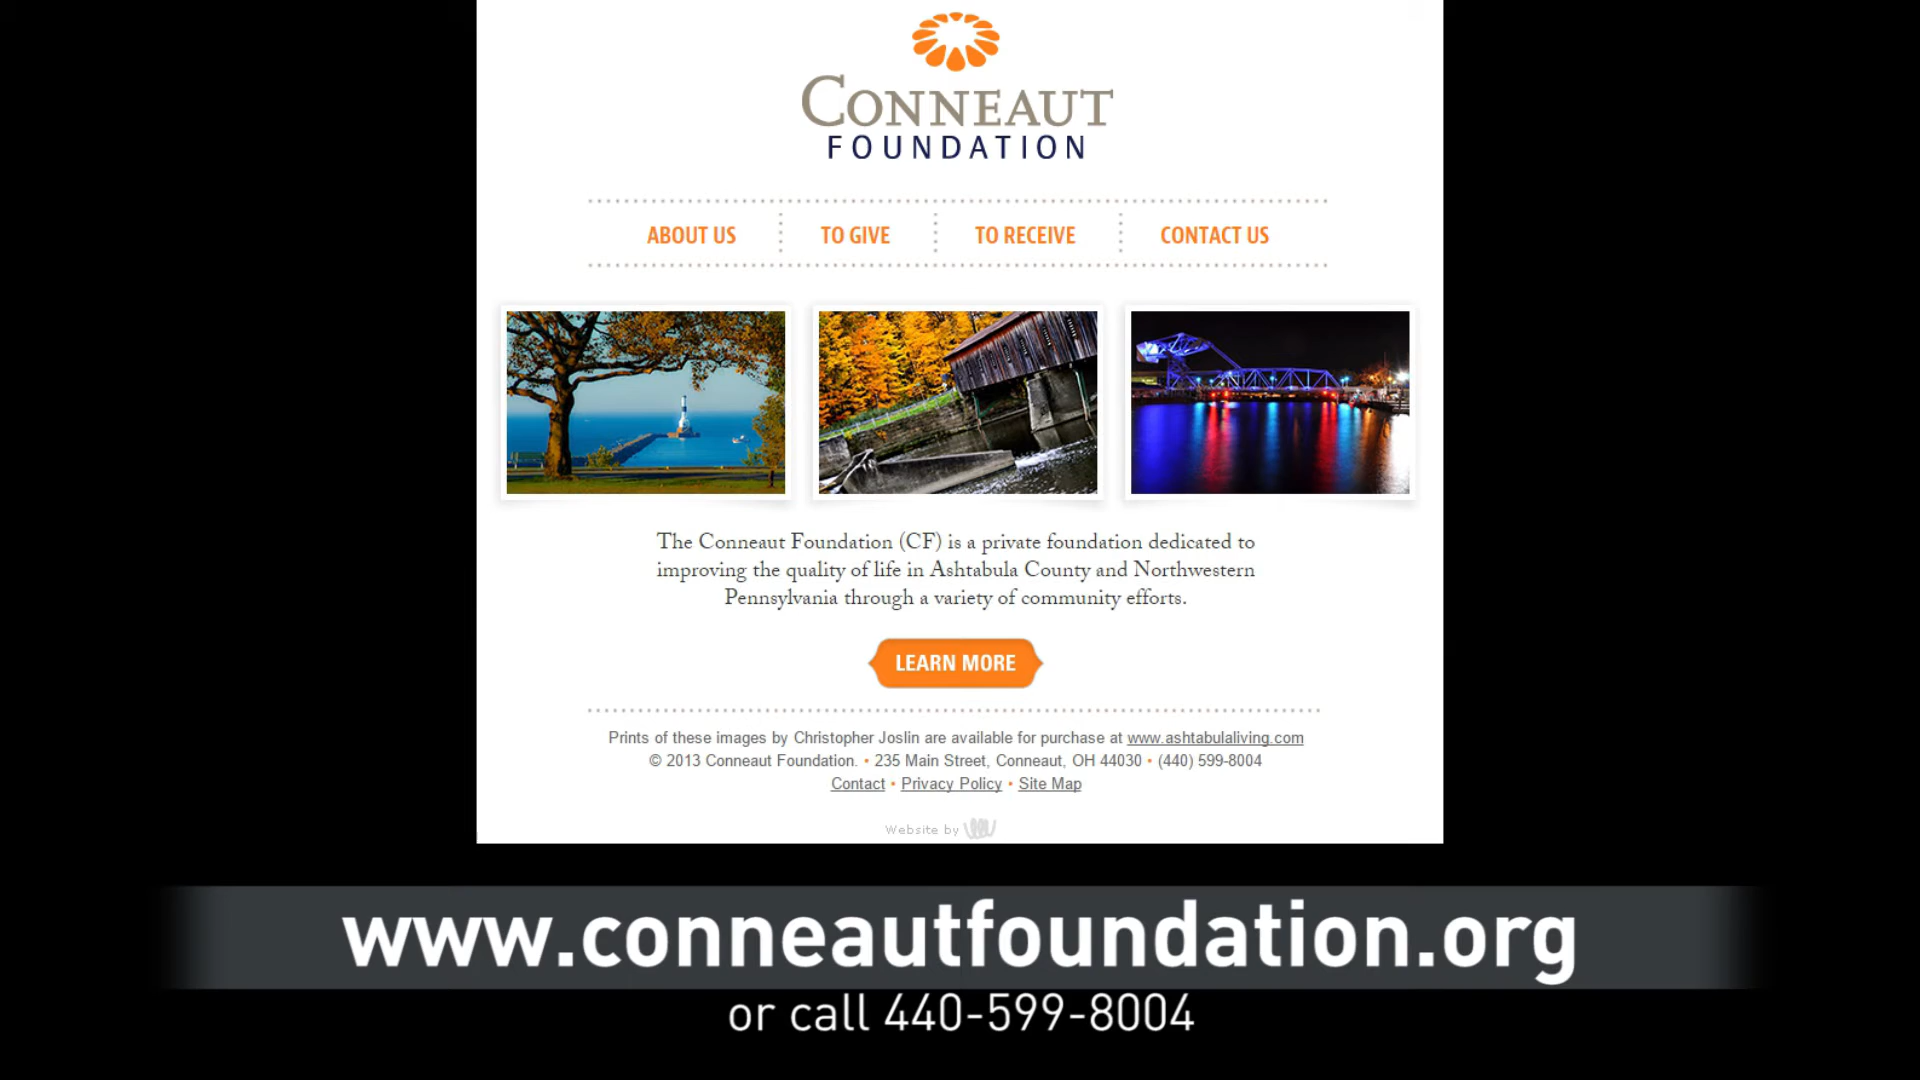 CONNEAUT
FOUNDATION
ABOUT US
TO GIVE
TO RECEIVE
CONTACT US
The Conneaut Foundation (CF) is a private foundation dedicated to
improving the quality of life in Ashtabula County and Northwestern
Pennsylvania through a variety of community efforts.
LEARN MORE
Prints of these images by Christopher Joslin are available for purchase at www.ashtabulaliving.com
© 2013 Conneaut Foundation. • 235 Main Street, Conneaut, OH 44030 • (440) 599-8004
Contact • Privacy Policy • Site Map
Website by
www.conneautfoundation.org
or call 440-599-8004